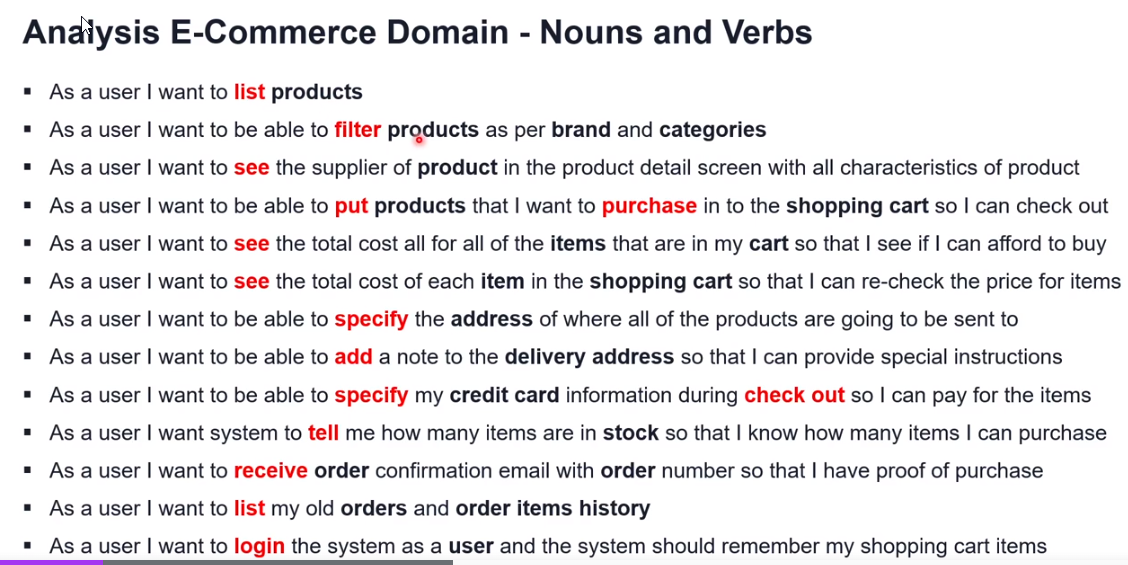 Analysis E-Commerce Domain - Nouns and Verbs
▪ As a user I want to list products
▪ As a user I want to be able to filter products as per brand and categories
▪ As a user I want to see the supplier of product in the product detail screen with all characteristics of product
▪ As a user I want to be able to put products that I want to purchase in to the shopping cart so I can check out
▪ As a user I want to see the total cost all for all of the items that are in my cart so that I see if I can afford to buy
▪ As a user I want to see the total cost of each item in the shopping cart so that I can re-check the price for items
▪ As a user I want to be able to specify the address of where all of the products are going to be sent to
▪ As a user I want to be able to add a note to the delivery address so that I can provide special instructions
▪ As a user I want to be able to specify my credit card information during check out so I can pay for the items
▪ As a user I want system to tell me how many items are in stock so that I know how many items I can purchase
▪ As a user I want to receive order confirmation email with order number so that I have proof of purchase
▪ As a user I want to list my old orders and order items history
▪ As a user I want to login the system as a user and the system should remember my shopping cart items